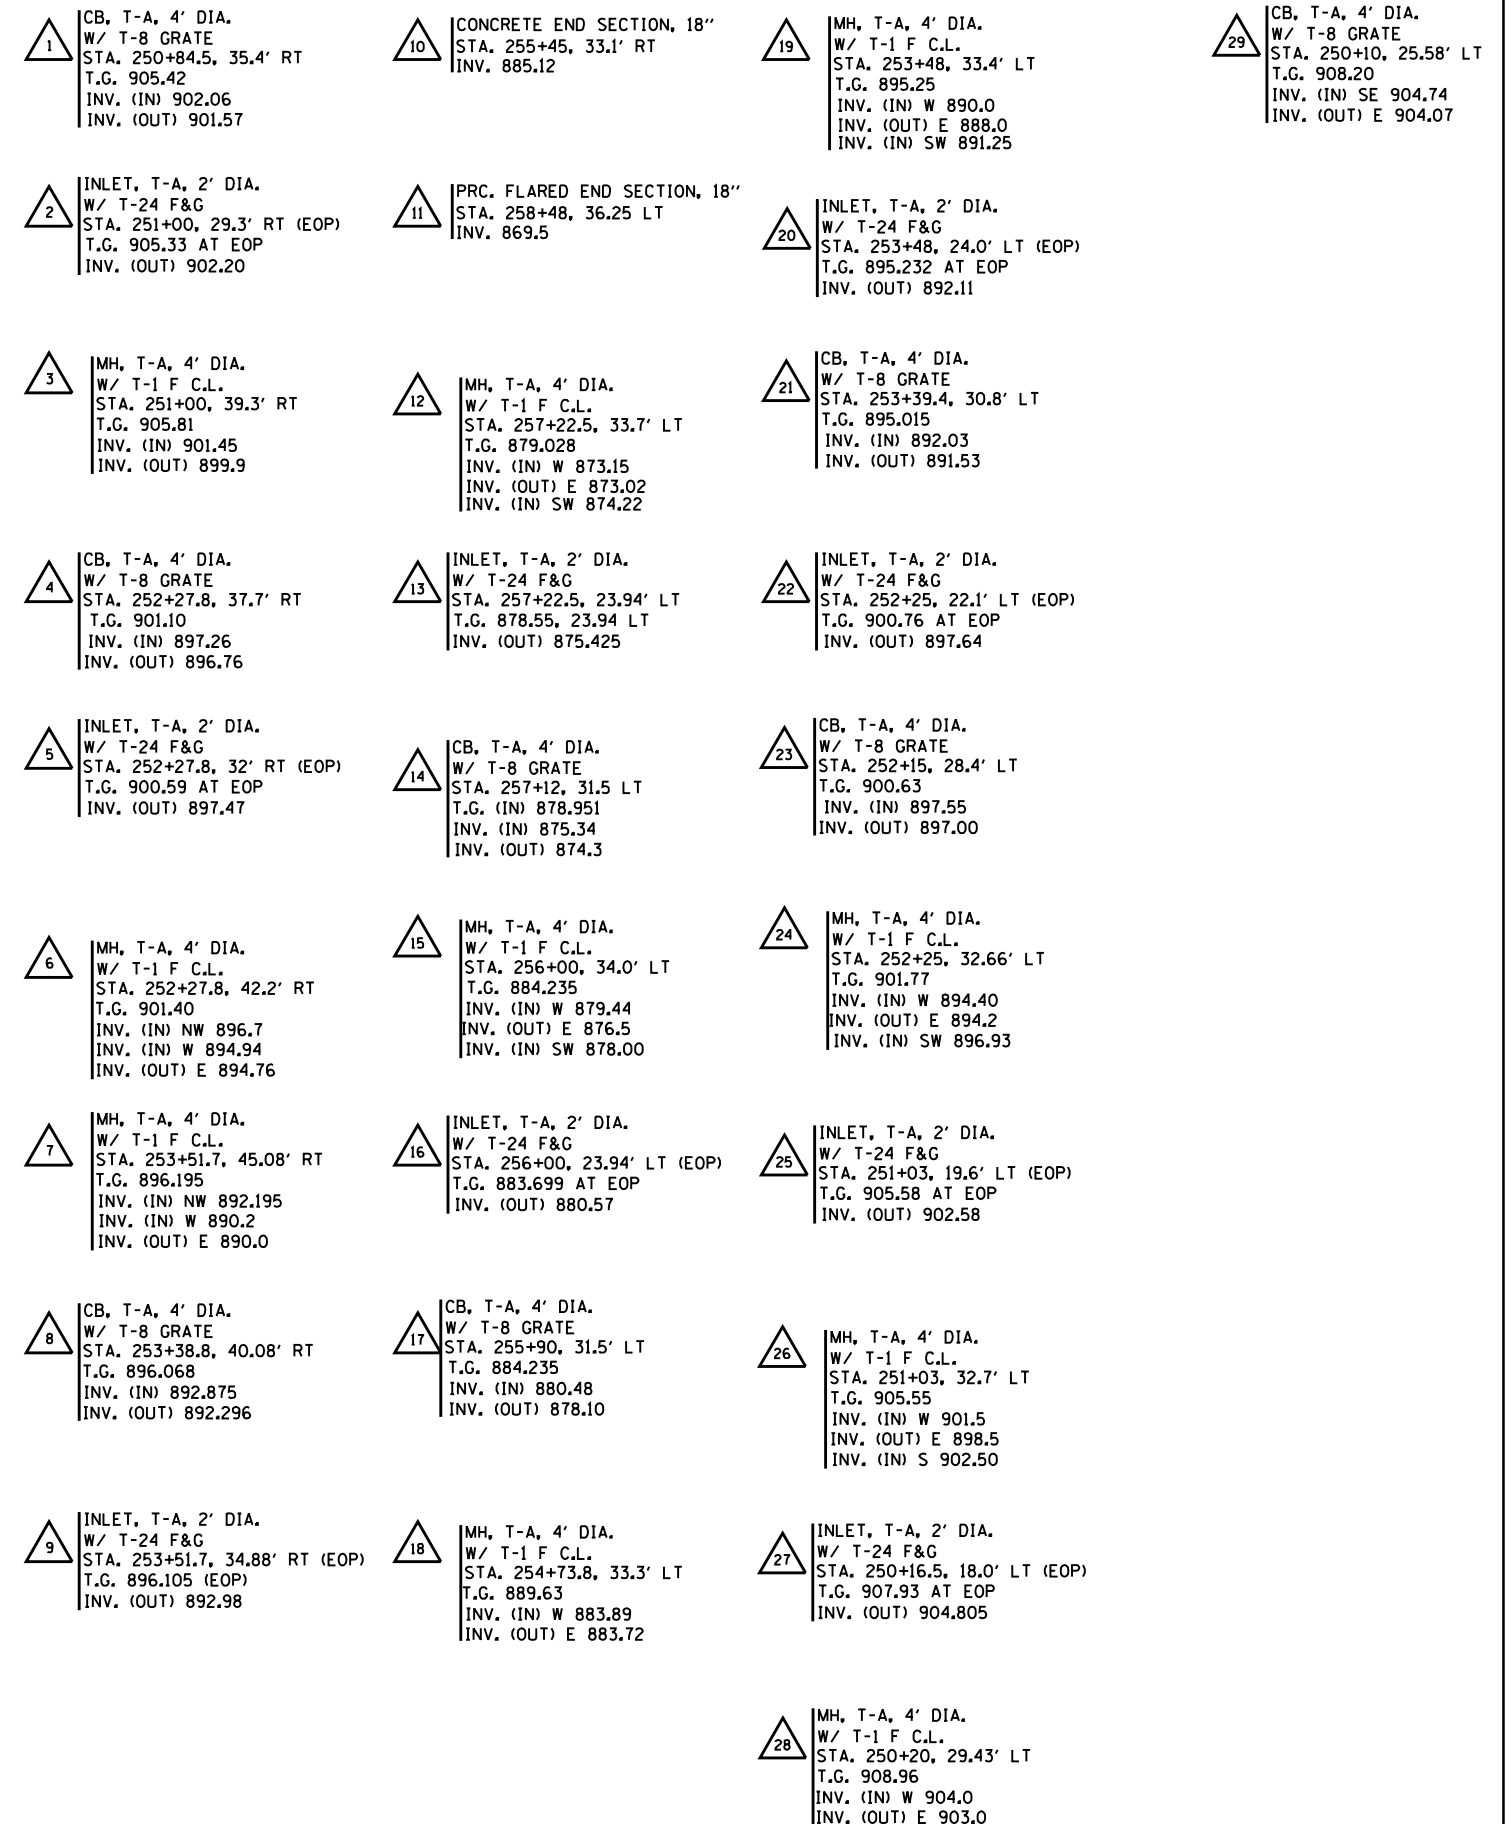 1
CB, T-A, 4' DIA.
W/ T-8 GRATE
STA. 250+84.5, 35.4' RT
T.G. 905.42
INV. (IN) 902.06
INV. (OUT) 901.57
2
INLET, T-A, 2' DIA.
W/ T-24 F&G
STA. 251+00, 29.3' RT (EOP)
T.G. 905.33 AT EOP
INV. (OUT) 902.20
3
MH, T-A, 4' DIA.
W/ T-1 F C.L.
STA. 251+00, 39.3' RT
T.G. 905.81
INV. (IN) 901.45
INV. (OUT) 899.9
4
CB, T-A, 4' DIA.
W/ T-8 GRATE
STA. 252+27.8, 37.7' RT
T.G. 901.10
INV. (IN) 897.26
INV. (OUT) 896.76
5
INLET, T-A, 2' DIA.
W/ T-24 F&G
STA. 252+27.8, 32' RT (EOP)
T.G. 900.59 AT EOP
INV. (OUT) 897.47
6
MH, T-A, 4' DIA.
W/ T-1 F C.L.
STA. 252+27.8, 42.2' RT
T.G. 901.40
INV. (IN) NW 896.7
INV. (IN) W 894.94
INV. (OUT) E 894.76
7
MH, T-A, 4' DIA.
W/ T-1 F C.L.
STA. 253+51.7, 45.08' RT
T.G. 896.195
INV. (IN) NW 892.195
INV. (IN) W 890.2
INV. (OUT) E 890.0
8
CB, T-A, 4' DIA.
W/ T-8 GRATE
STA. 253+38.8, 40.08' RT
T.G. 896.068
INV. (IN) 892.875
INV. (OUT) 892.296
9
INLET, T-A, 2' DIA.
W/ T-24 F&G
STA. 253+51.7, 34.88' RT (EOP)
T.G. 896.105 (EOP)
INV. (OUT) 892.98
10
CONCRETE END SECTION, 18''
STA. 255+45, 33.1' RT
INV. 885.12
11
PRC. FLARED END SECTION, 18''
STA. 258+48, 36.25 LT
INV. 869.5
12
MH, T-A, 4' DIA.
W/ T-1 F C.L.
STA. 257+22.5, 33.7' LT
T.G. 879.028
INV. (IN) W 873.15
INV. (OUT) E 873.02
INV. (IN) SW 874.22
13
INLET, T-A, 2' DIA.
W/ T-24 F&G
STA. 257+22.5, 23.94' LT
T.G. 878.55, 23.94 LT
INV. (OUT) 875.425
14
CB, T-A, 4' DIA.
W/ T-8 GRATE
STA. 257+12, 31.5 LT
T.G. (IN) 878.951
INV. (IN) 875.34
INV. (OUT) 874.3
15
MH, T-A, 4' DIA.
W/ T-1 F C.L.
STA. 256+00, 34.0' LT
T.G. 884.235
INV. (IN) W 879.44
INV. (OUT) E 876.5
INV. (IN) SW 878.00
16
INLET, T-A, 2' DIA.
W/ T-24 F&G
STA. 256+00, 23.94' LT (EOP)
T.G. 883.699 AT EOP
INV. (OUT) 880.57
17
CB, T-A, 4' DIA.
W/ T-8 GRATE
STA. 255+90, 31.5' LT
T.G. 884.235
INV. (IN) 880.48
INV. (OUT) 878.10
18
MH, T-A, 4' DIA.
W/ T-1 F C.L.
STA. 254+73.8, 33.3' LT
T.G. 889.63
INV. (IN) W 883.89
INV. (OUT) E 883.72
19
MH, T-A, 4' DIA.
W/ T-1 F C.L.
STA. 253+48, 33.4' LT
T.G. 895.25
INV. (IN) W 890.0
INV. (OUT) E 888.0
INV. (IN) SW 891.25
20
INLET, T-A, 2' DIA.
W/ T-24 F&G
STA. 253+48, 24.0' LT (EOP)
T.G. 895.232 AT EOP
INV. (OUT) 892.11
21
CB, T-A, 4' DIA.
W/ T-8 GRATE
STA. 253+39.4, 30.8' LT
T.G. 895.015
INV. (IN) 892.03
INV. (OUT) 891.53
22
INLET, T-A, 2' DIA.
W/ T-24 F&G
STA. 252+25, 22.1' LT (EOP)
T.G. 900.76 AT EOP
INV. (OUT) 897.64
23
CB, T-A, 4' DIA.
W/ T-8 GRATE
STA. 252+15, 28.4' LT
T.G. 900.63
INV. (IN) 897.55
INV. (OUT) 897.00
24
MH, T-A, 4' DIA.
W/ T-1 F C.L.
STA. 252+25, 32.66' LT
T.G. 901.77
INV. (IN) W 894.40
INV. (OUT) E 894.2
INV. (IN) SW 896.93
25
INLET, T-A, 2' DIA.
W/ T-24 F&G
STA. 251+03, 19.6' LT (EOP)
T.G. 905.58 AT EOP
INV. (OUT) 902.58
26
MH, T-A, 4' DIA.
W/ T-1 F C.L.
STA. 251+03, 32.7' LT
T.G. 905.55
INV. (IN) W 901.5
INV. (OUT) E 898.5
INV. (IN) S 902.50
27
INLET, T-A, 2' DIA.
W/ T-24 F&G
STA. 250+16.5, 18.0' LT (EOP)
T.G. 907.93 AT EOP
INV. (OUT) 904.805
28
MH, T-A, 4' DIA.
W/ T-1 F C.L.
STA. 250+20, 29.43' LT
T.G. 908.96
INV. (IN) W 904.0
INV. (OUT) E 903.0
29
CB, T-A, 4' DIA.
W/ T-8 GRATE
STA. 250+10, 25.58' LT
T.G. 908.20
INV. (IN) SE 904.74
INV. (OUT) E 904.07